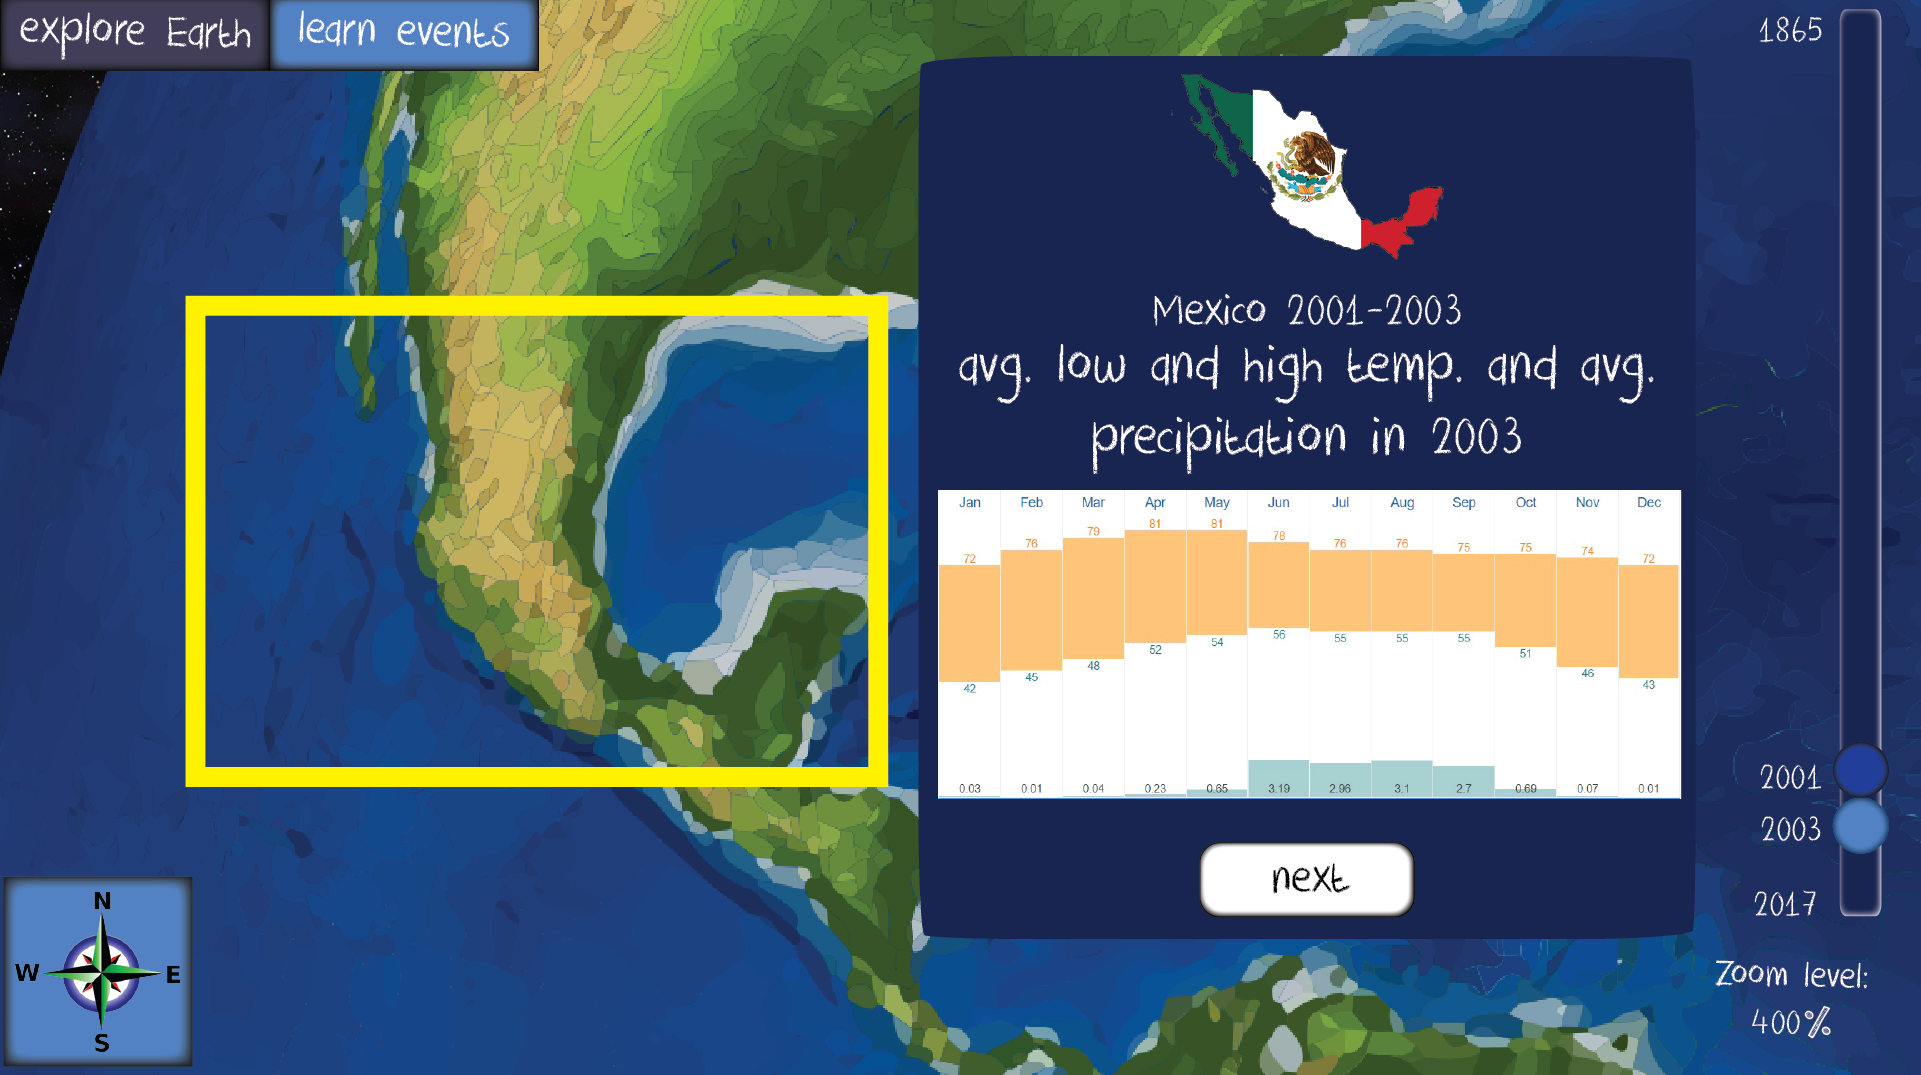 explore Earth
learn events
1865
Mexico 2001-2003
avg. low and high temp. and avg.
precipitation in 2003
Jan Feb Mar Apr May Jun Jul Aug Sep Oct Nov Dec
72 76 79 81 81 78 76 76 75 75 74 72
42 45 48 52 54 56 55 55 55 51 46 43
0.03 0.01 0.04 0.23 0.65 3.19 2.96 3.1 2.7 0.69 0.07 0.01
next
2001
2003
2017
Zoom level:
400%
N
W E
S